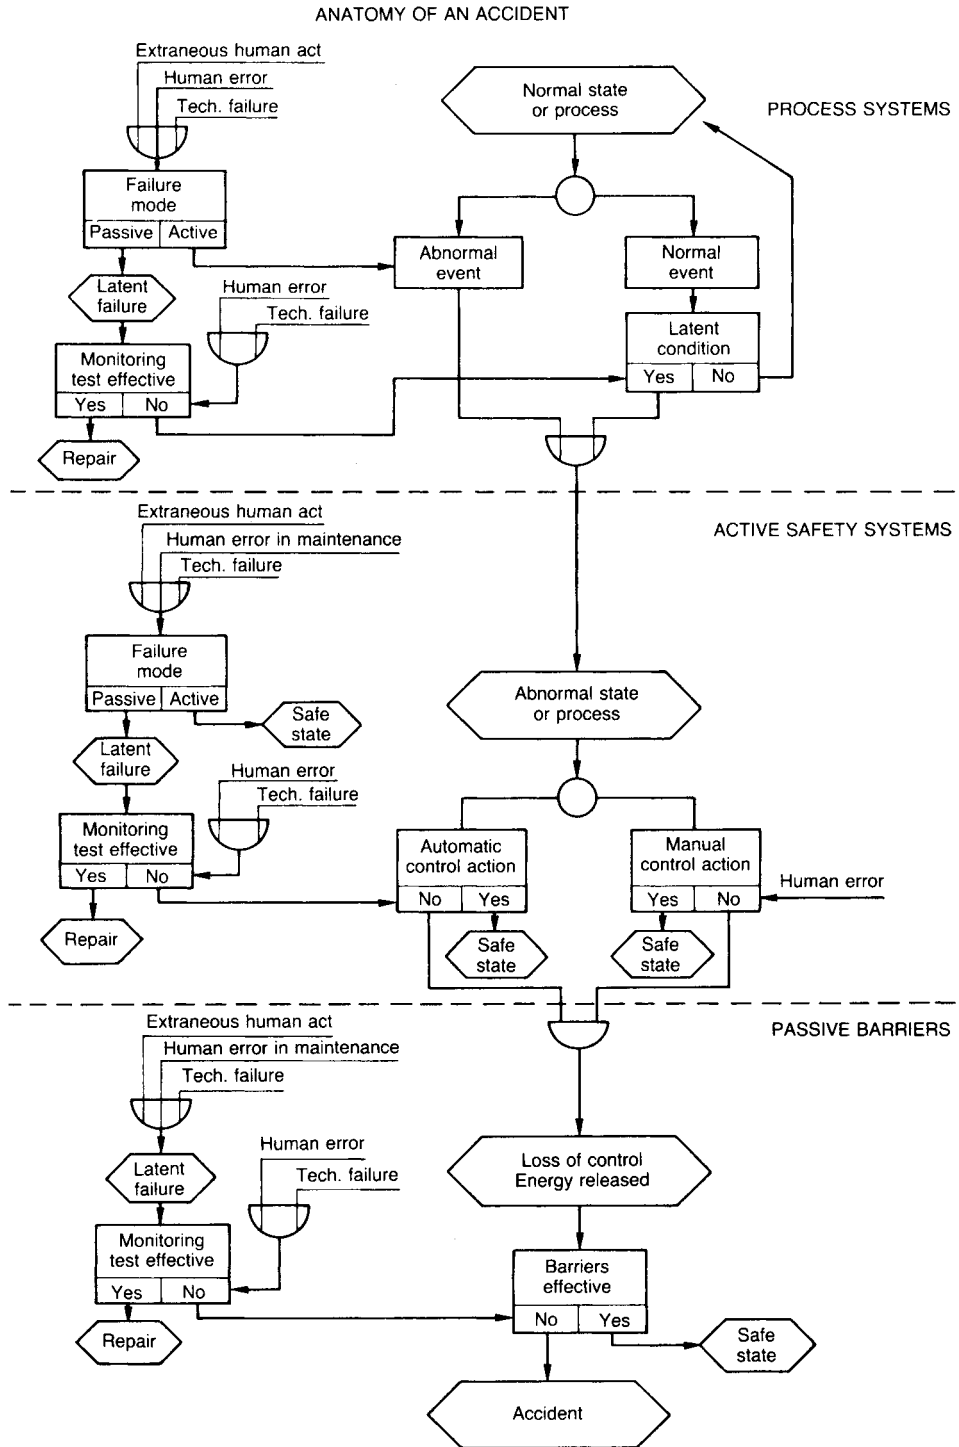 ANATOMY OF AN ACCIDENT
Extraneous human act
Human error
Tech. failure
Normal state
or process
PROCESS SYSTEMS
Failure
mode
Passive Active
Abnormal
event
Normal
event
Latent
failure
Human error
Tech. failure
Latent
condition
Yes No
Monitoring
test effective
Yes No
Repair
Extraneous human act
Human error in maintenance
Tech. failure
ACTIVE SAFETY SYSTEMS
Failure
mode
Passive Active
Safe
state
Abnormal state
or process
Latent
failure
Human error
Tech. failure
Monitoring
test effective
Yes No
Automatic
control action
No Yes
Manual
control action
Yes No
Human error
Repair
Safe
state
Safe
state
Extraneous human act
Human error in maintenance
Tech. failure
PASSIVE BARRIERS
Latent
failure
Human error
Tech. failure
Loss of control
Energy released
Monitoring
test effective
Yes No
Barriers
effective
No Yes
Repair
Safe
state
Accident